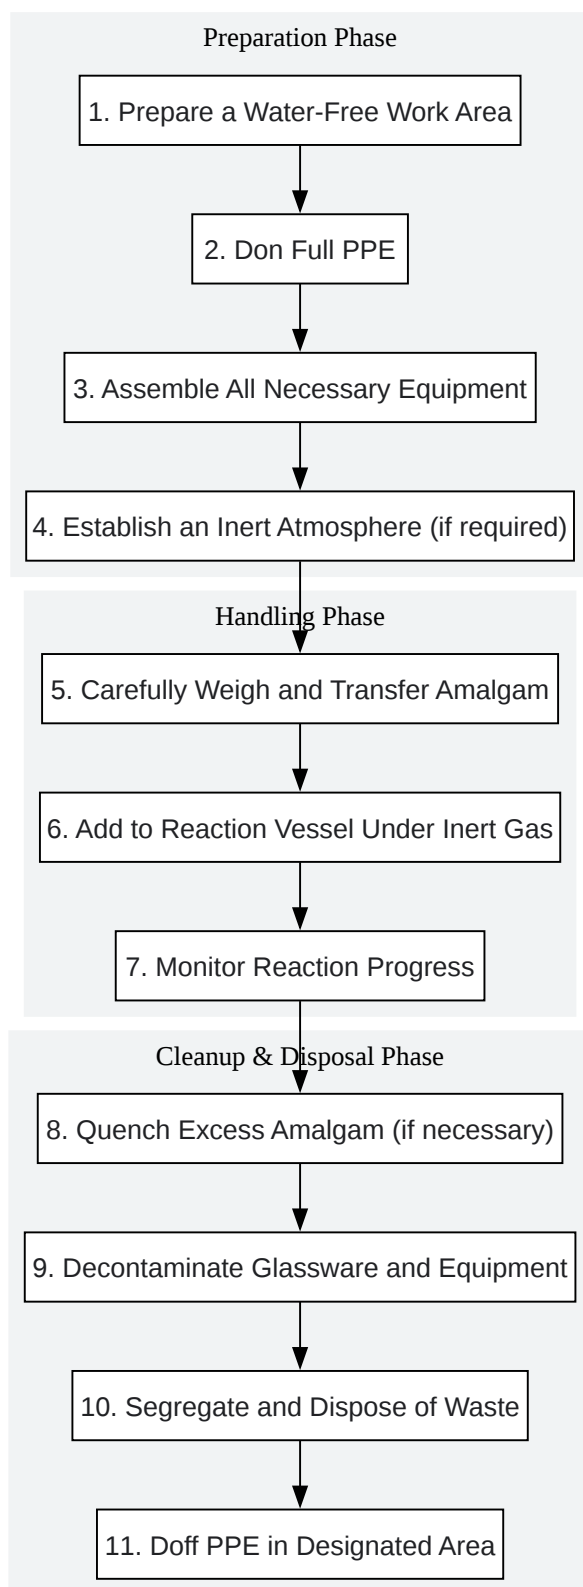 Preparation Phase
1. Prepare a Water-Free Work Area
2. Don Full PPE
3. Assemble All Necessary Equipment
4. Establish an Inert Atmosphere (if required)
Handling Phase
5. Carefully Weigh and Transfer Amalgam
6. Add to Reaction Vessel Under Inert Gas
7. Monitor Reaction Progress
Cleanup & Disposal Phase
8. Quench Excess Amalgam (if necessary)
9. Decontaminate Glassware and Equipment
10. Segregate and Dispose of Waste
11. Doff PPE in Designated Area